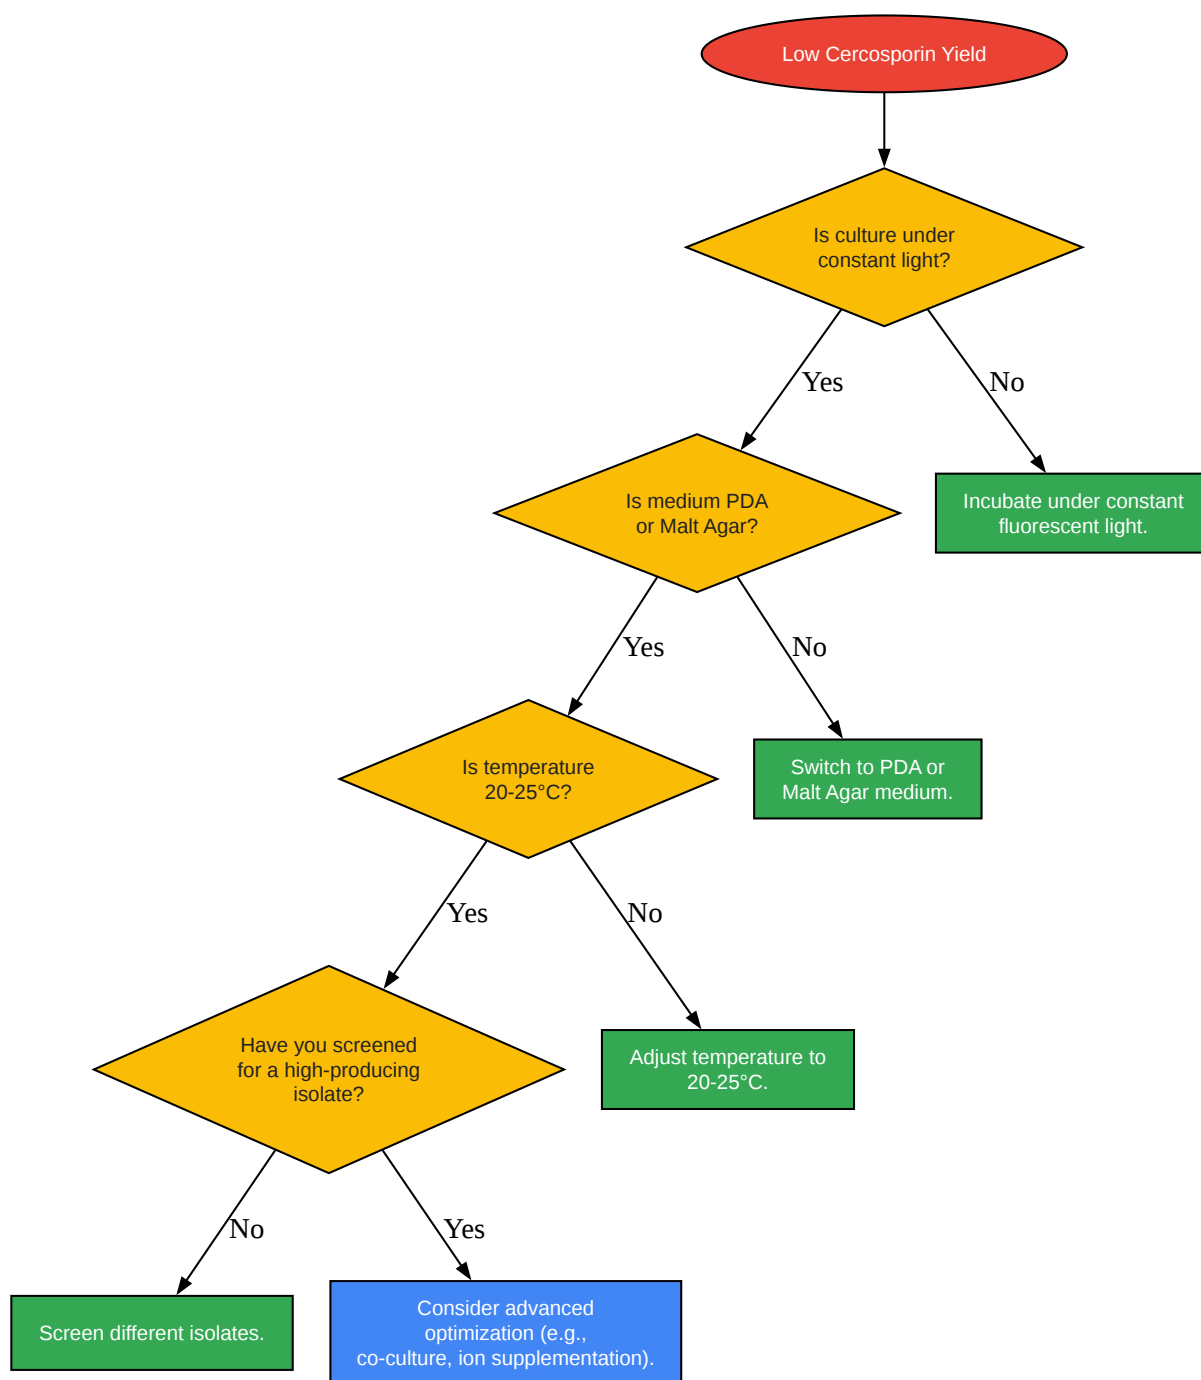 Low Cercosporin Yield
Is culture under
constant light?
Yes
No
Is medium PDA
or Malt Agar?
Incubate under constant
fluorescent light.
Yes
No
Is temperature
20-25°C?
Switch to PDA or
Malt Agar medium.
Yes
No
Have you screened
for a high-producing
isolate?
Adjust temperature to
20-25°C.
No
Yes
Screen different isolates.
Consider advanced
optimization (e.g.,
co-culture, ion supplementation).